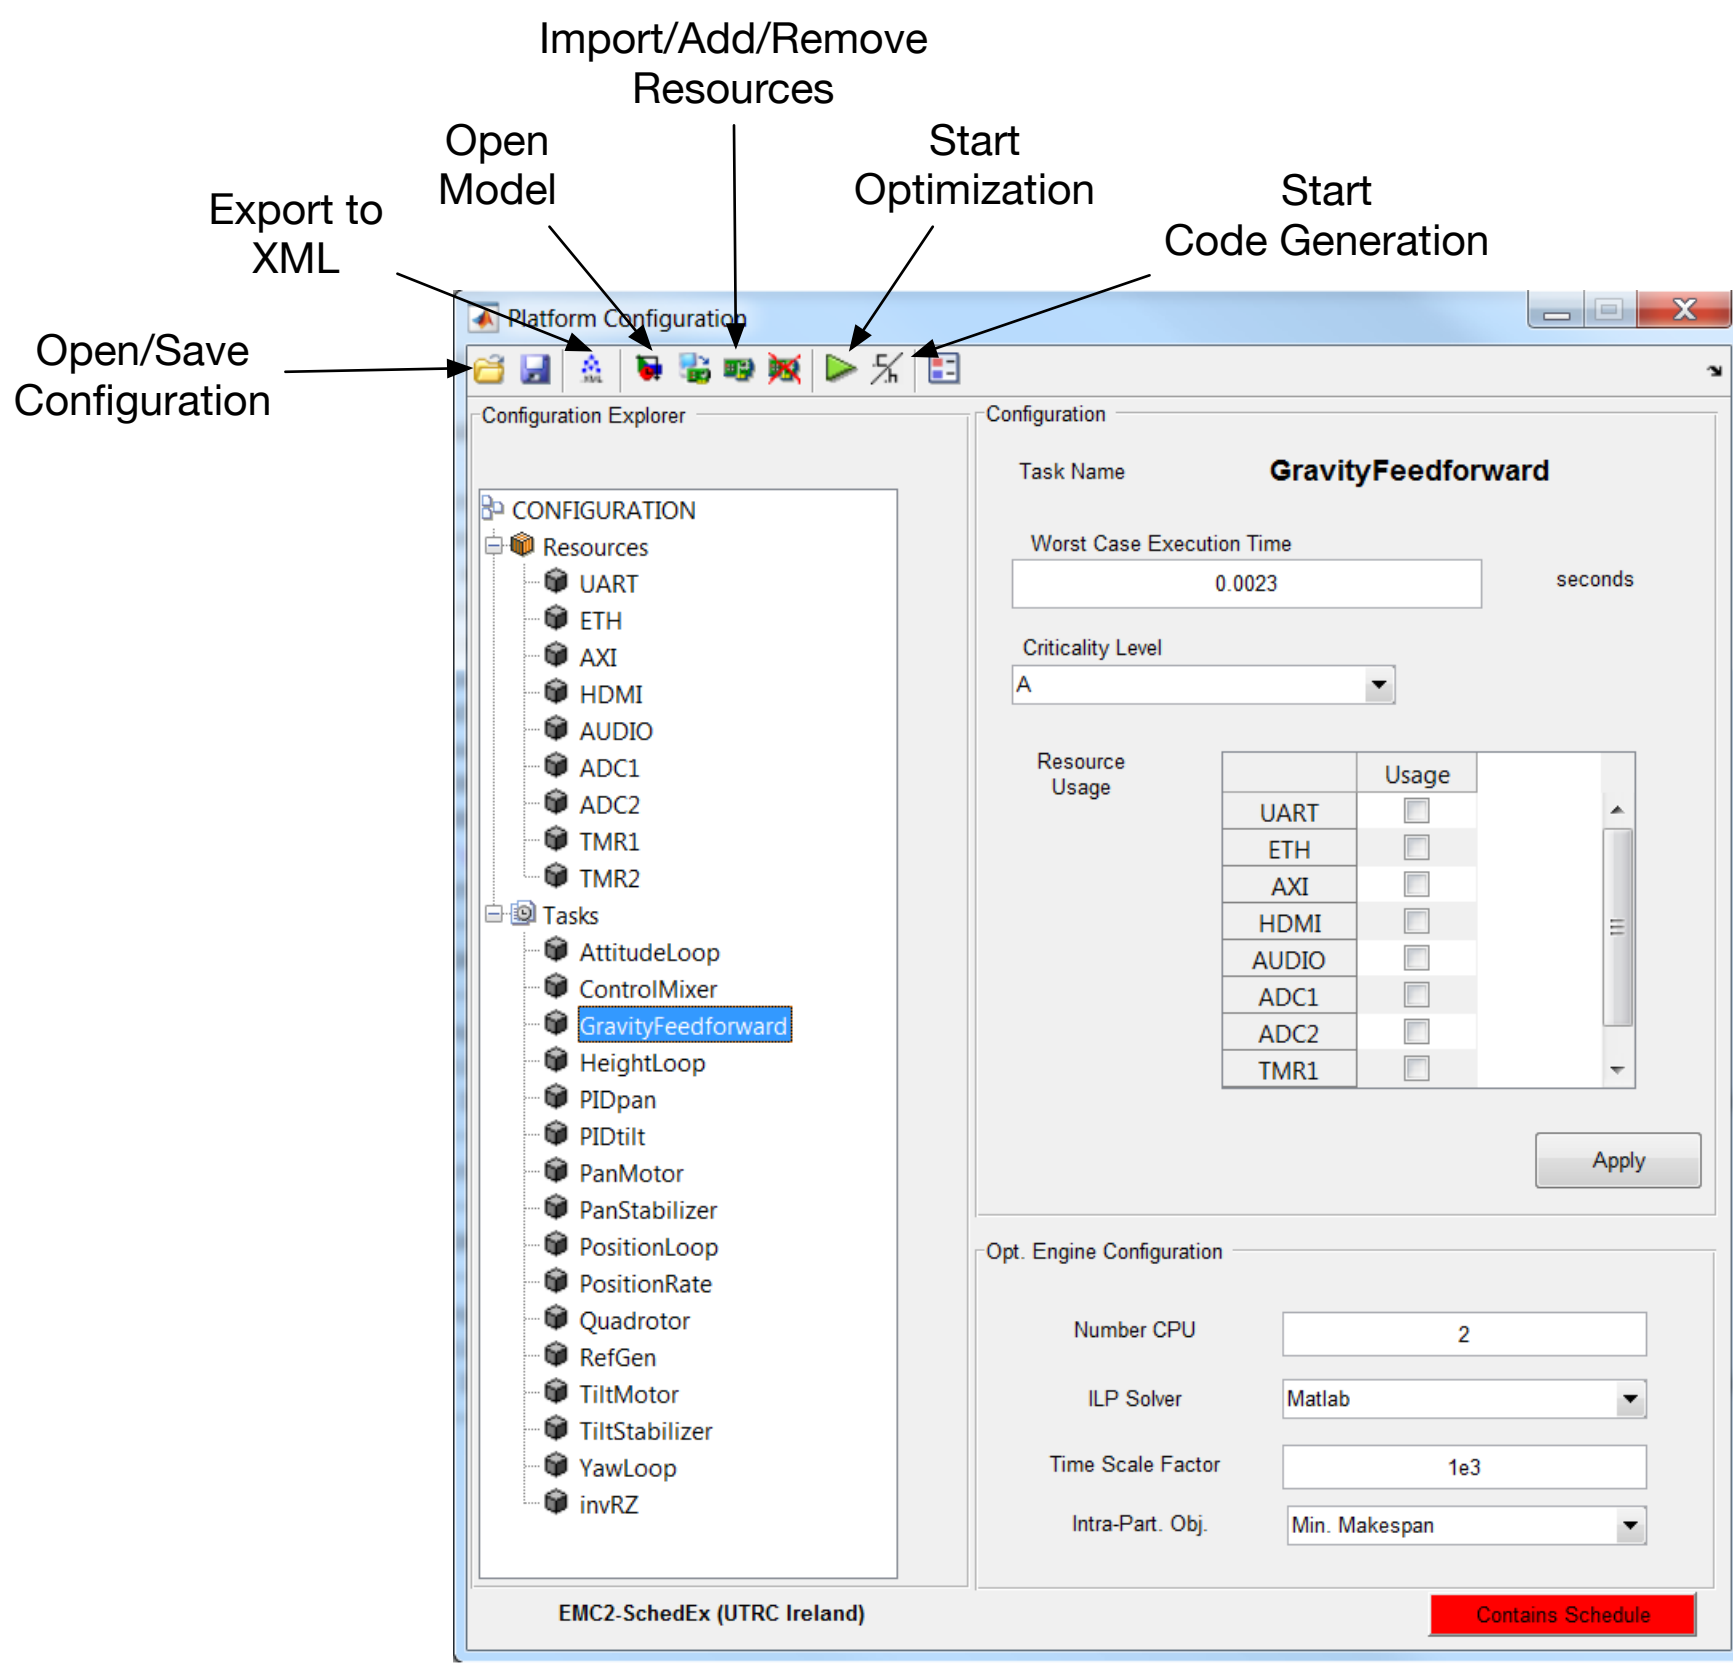 Import/Add/Remove
Resources
Open
Model
Start
Optimization
Export to
XML
Start
Code Generation
Open/Save
Configuration
Platform Configuration
XML
C/.h
Configuration Explorer
CONFIGURATION
Resources
UART
ETH
AXI
HDMI
AUDIO
ADC1
ADC2
TMR1
TMR2
Tasks
AttitudeLoop
ControlMixer
GravityFeedforward
HeightLoop
PIDpan
PIDtilt
PanMotor
PanStabilizer
PositionLoop
PositionRate
Quadrotor
RefGen
TiltMotor
TiltStabilizer
YawLoop
invRZ
Configuration
Task Name GravityFeedforward
Worst Case Execution Time
0.0023 seconds
Criticality Level
A
Resource
Usage
Usage
UART
ETH
AXI
HDMI
AUDIO
ADC1
ADC2
TMR1
Apply
Opt. Engine Configuration
Number CPU 2
ILP Solver Matlab
Time Scale Factor 1e3
Intra-Part. Obj. Min. Makespan
EMC2-SchedEx (UTRC Ireland)
Contains Schedule